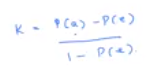 K = P(a) - P(e)
1 - P(e).